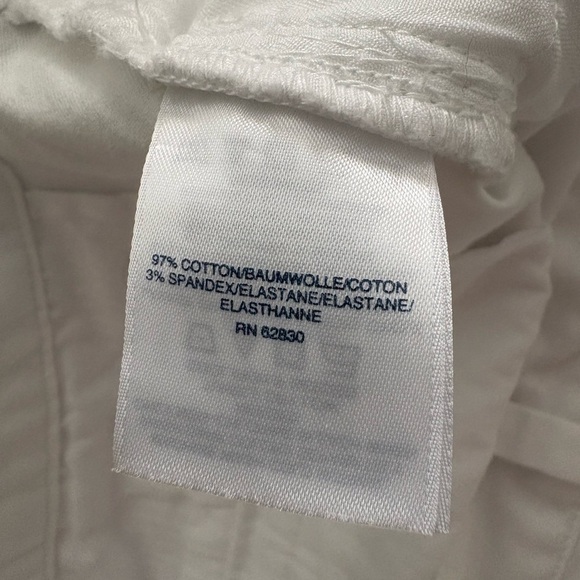 97% COTTON/BAUMWOLLE/COTON
3% SPANDEX/ELASTANE/ELASTANE/
ELASTHANNE
RN 62830